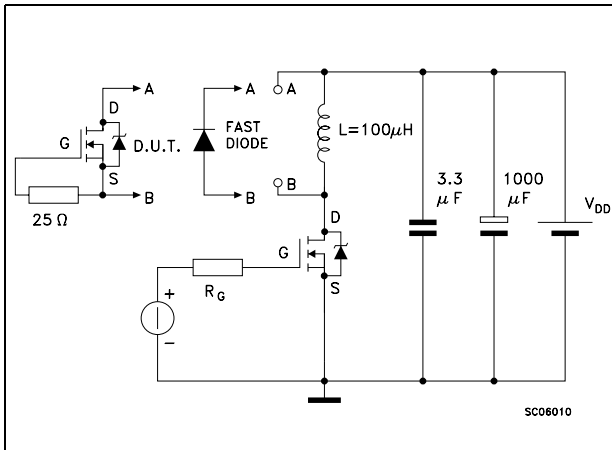 A
A
A
D
G
D.U.T.
FAST
DIODE
L=100μH
S
B
B
B
25 Ω
D
3.3
μF
1000
μF
VDD
G
RG
S
+
−
SC06010